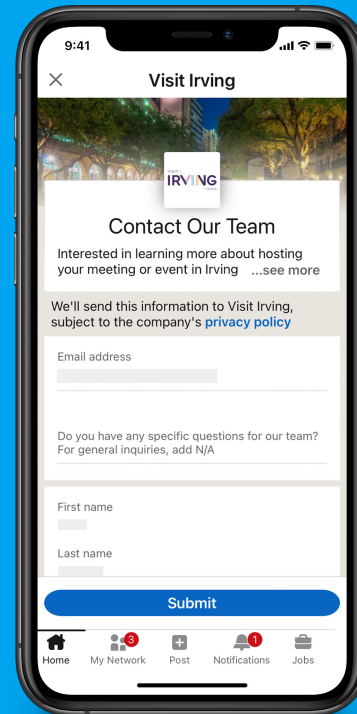 9:41
Visit Irving
VISIT
IRVING
TEXAS
Contact Our Team
Interested in learning more about hosting
your meeting or event in Irving ...see more
We'll send this information to Visit Irving,
subject to the company's privacy policy
Email address
Do you have any specific questions for our team?
For general inquiries, add N/A
First name
Last name
Submit
3
1
Home My Network Post Notifications Jobs